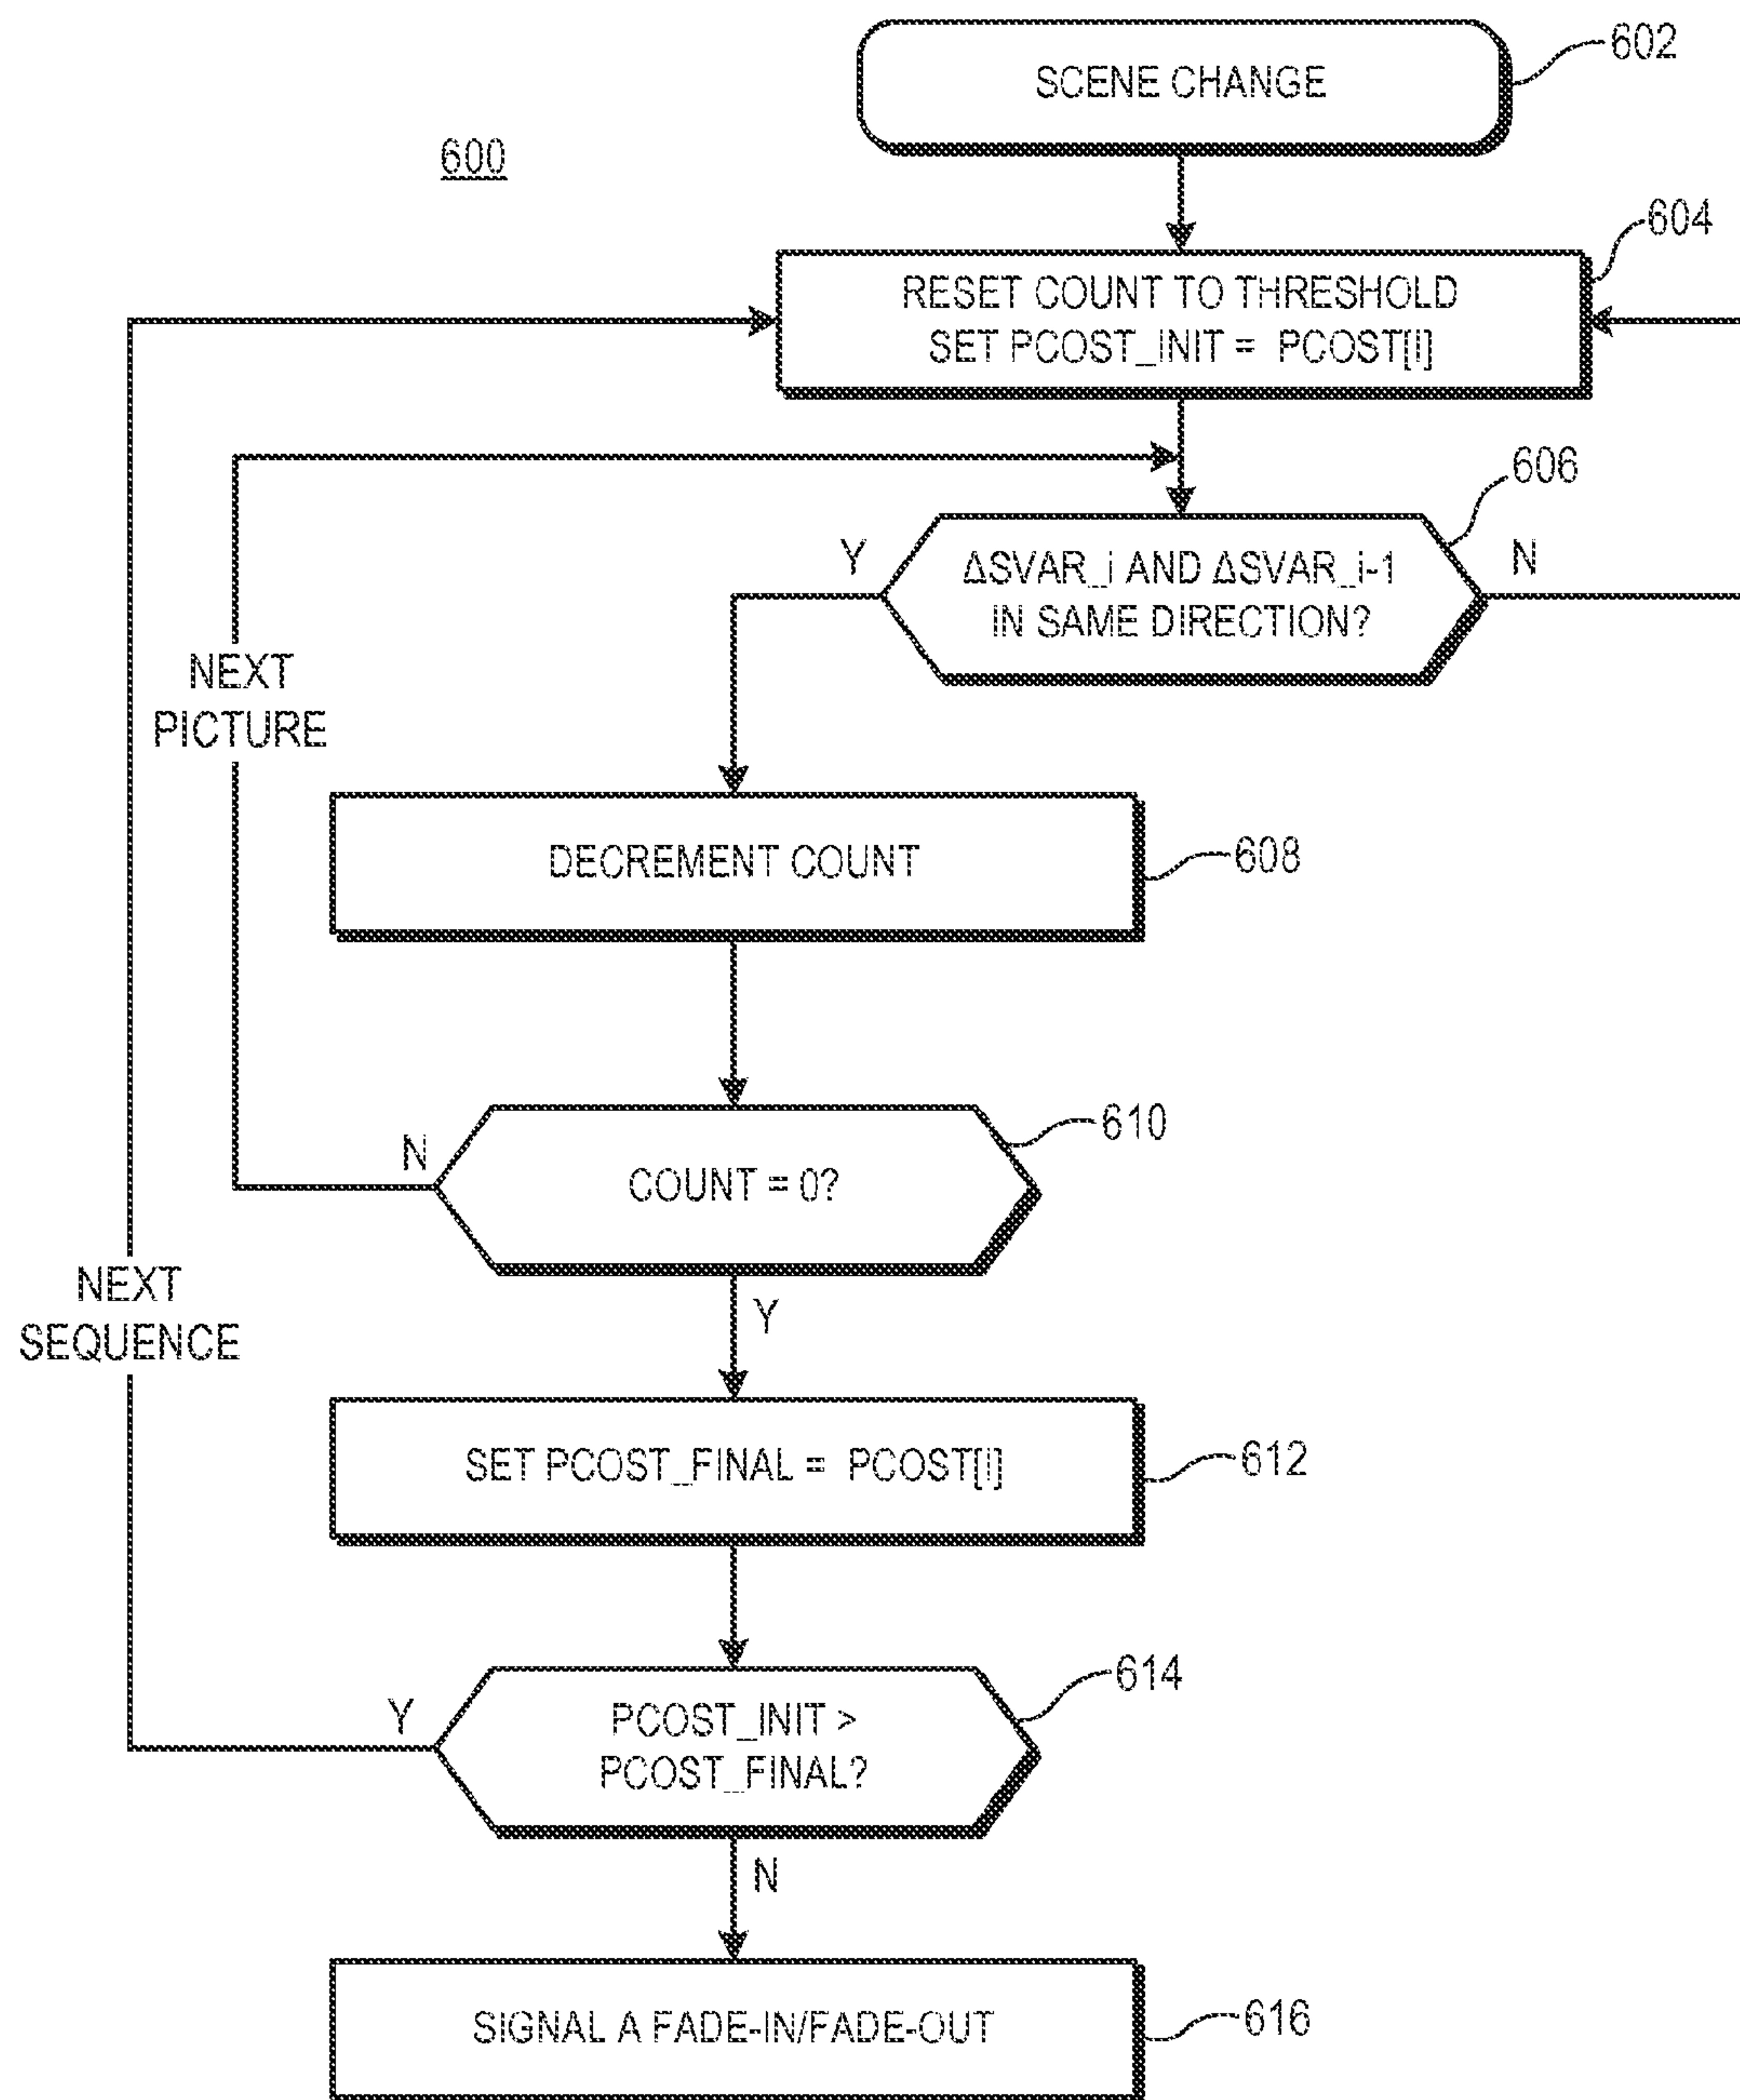 600
SCENE CHANGE
602
RESET COUNT TO THRESHOLD
SET PCOST_INIT = PCOST[i]
604
ΔSVAR_i AND ΔSVAR_i-1
IN SAME DIRECTION?
606
Y
N
NEXT
PICTURE
DECREMENT COUNT
608
COUNT = 0?
610
N
Y
NEXT
SEQUENCE
SET PCOST_FINAL = PCOST[i]
612
PCOST_INIT >
PCOST_FINAL?
614
Y
N
SIGNAL A FADE-IN/FADE-OUT
616